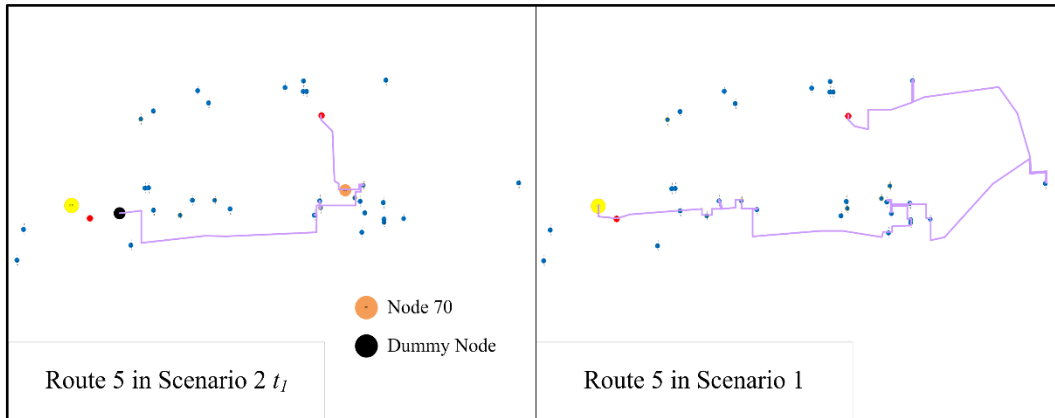 Node 70
Dummy Node
Route 5 in Scenario 2 t1
Route 5 in Scenario 1